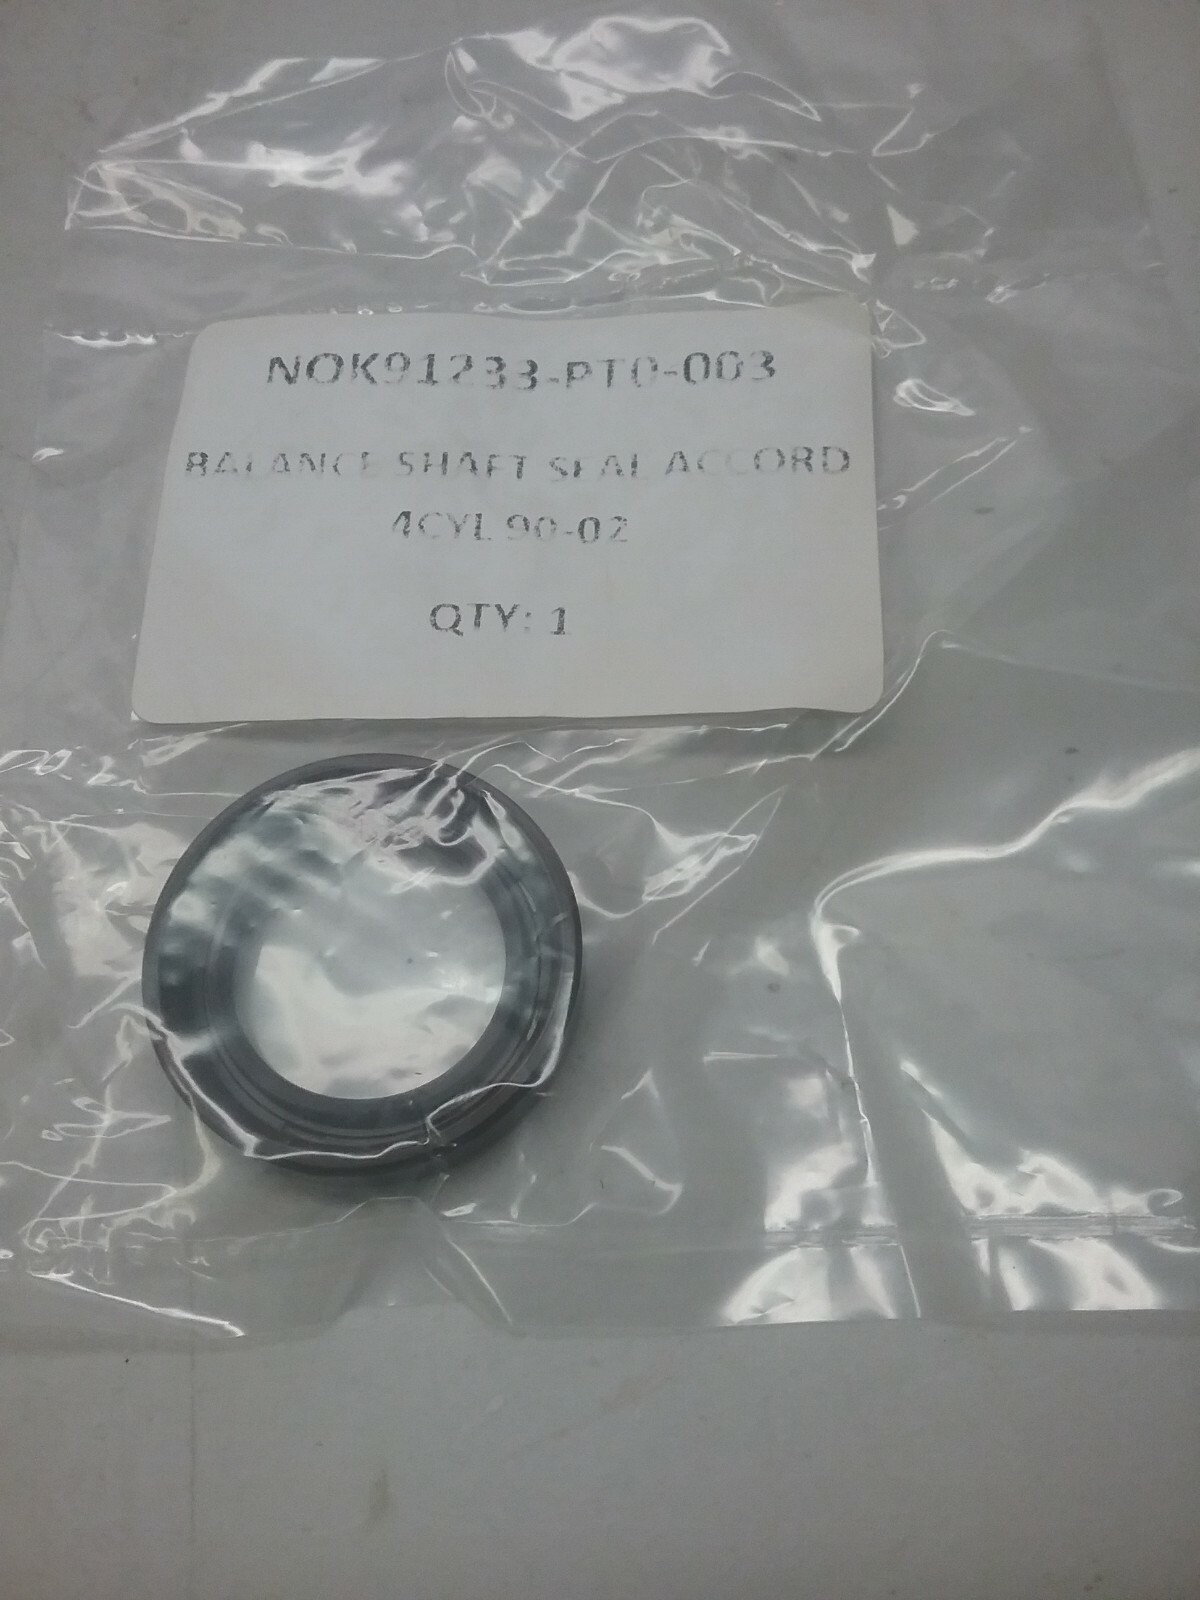 NOK91233-PT0-003
BALANCE SHAFT SEAL ACCORD
4CYL 90-02
QTY: 1